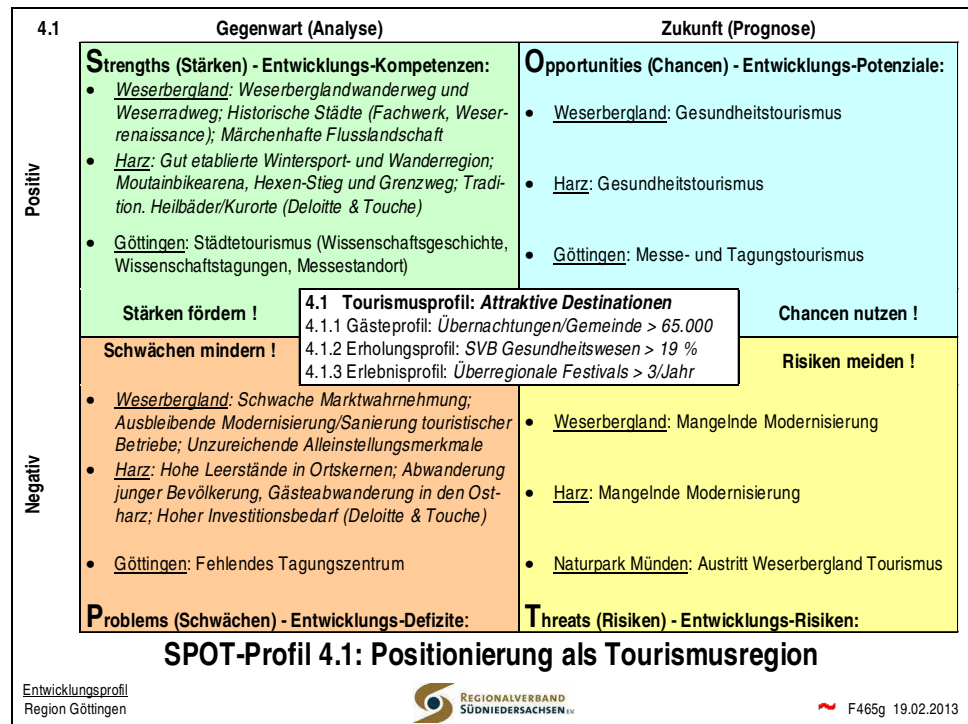 4.1 Gegenwart (Analyse) Zukunft (Prognose)
Positiv
Strengths (Stärken) - Entwicklungs-Kompetenzen:
• Weserbergland: Weserberglandwanderweg und
Weserradweg; Historische Städte (Fachwerk, Weser-
renaissance); Märchenhafte Flusslandschaft
• Harz: Gut etablierte Wintersport- und Wanderregion;
Moutainbikearena, Hexen-Stieg und Grenzweg; Tradi-
tion. Heilbäder/Kurorte (Deloitte & Touche)
• Göttingen: Städtetourismus (Wissenschaftsgeschichte,
Wissenschaftstagungen, Messestandort)
Stärken fördern !
Opportunities (Chancen) - Entwicklungs-Potenziale:
• Weserbergland: Gesundheitstourismus
• Harz: Gesundheitstourismus
• Göttingen: Messe- und Tagungstourismus
Chancen nutzen !
4.1 Tourismusprofil: Attraktive Destinationen
4.1.1 Gästeprofil: Übernachtungen/Gemeinde > 65.000
4.1.2 Erholungsprofil: SVB Gesundheitswesen > 19 %
4.1.3 Erlebnisprofil: Überregionale Festivals > 3/Jahr
Negativ
Schwächen mindern !
• Weserbergland: Schwache Marktwahrnehmung;
Ausbleibende Modernisierung/Sanierung touristischer
Betriebe; Unzureichende Alleinstellungsmerkmale
• Harz: Hohe Leerstände in Ortskernen; Abwanderung
junger Bevölkerung, Gästeabwanderung in den Ost-
harz; Hoher Investitionsbedarf (Deloitte & Touche)
• Göttingen: Fehlendes Tagungszentrum
Problems (Schwächen) - Entwicklungs-Defizite:
Risiken meiden !
• Weserbergland: Mangelnde Modernisierung
• Harz: Mangelnde Modernisierung
• Naturpark Münden: Austritt Weserbergland Tourismus
Threats (Risiken) - Entwicklungs-Risiken:
SPOT-Profil 4.1: Positionierung als Tourismusregion
Entwicklungsprofil
Region Göttingen
REGIONALVERBAND
SÜDNIEDERSACHSEN e.V.
F465g 19.02.2013